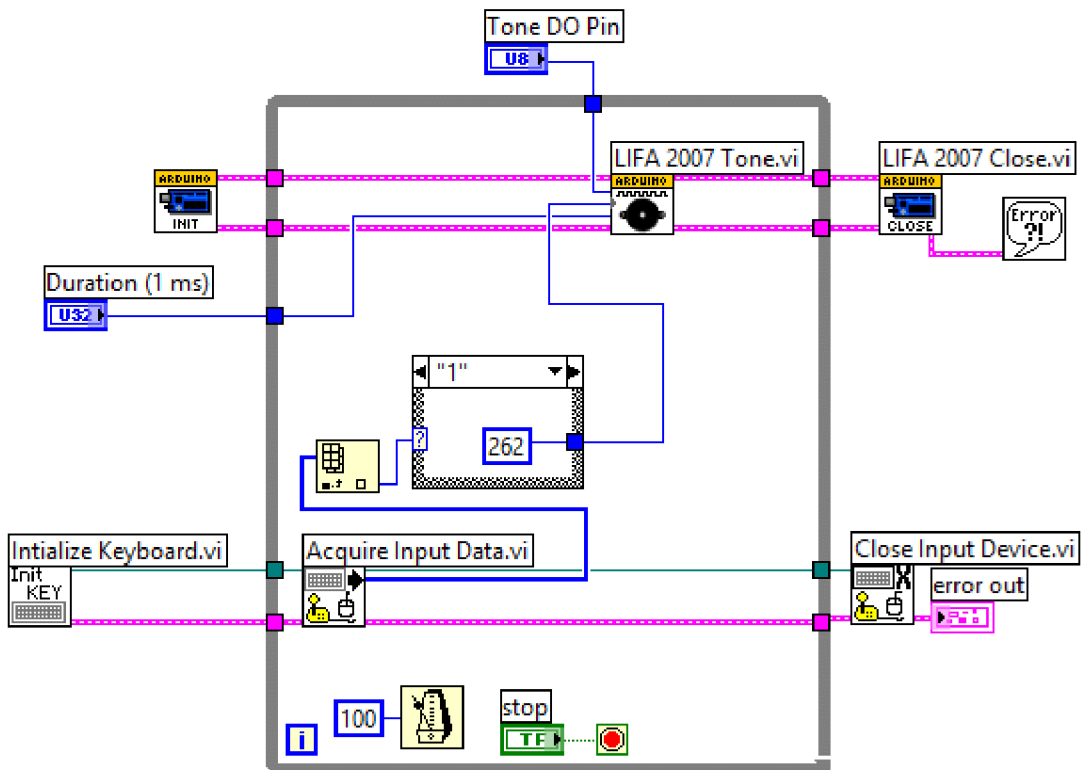 Tone DO Pin
U8
LIFA 2007 Tone.vi
LIFA 2007 Close.vi
ARDUINO
INIT
ARDUINO
ARDUINO
CLOSE
Error
?!
Duration (1 ms)
U32
"1"
?
262
Intialize Keyboard.vi
Acquire Input Data.vi
Close Input Device.vi
Init
KEY
X
error out
100
i
stop
TF